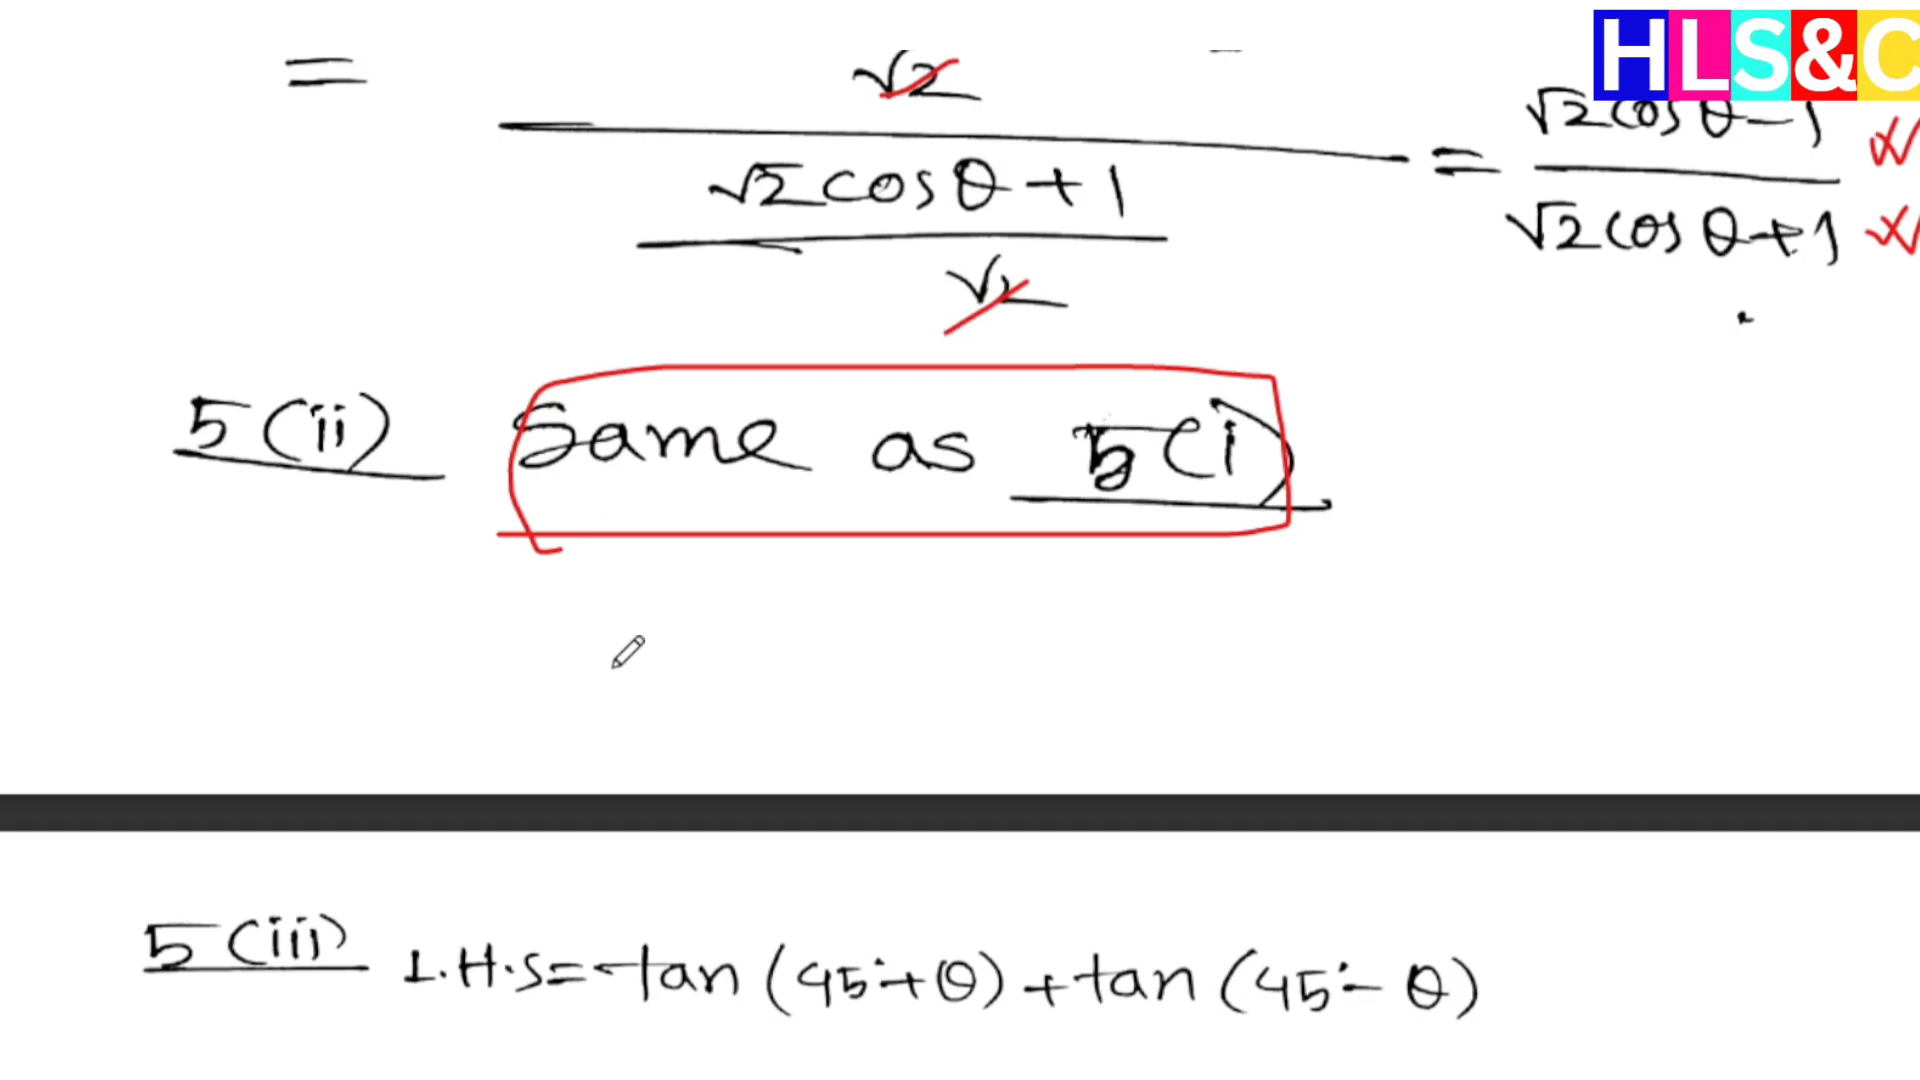 HLS&C
= √2
√2 cos θ + 1
√2
= √2 cos θ - 1
√2 cos θ + 1
5(ii) Same as 5(i)
5(iii) L.H.S = tan (45° + θ) + tan (45° - θ)